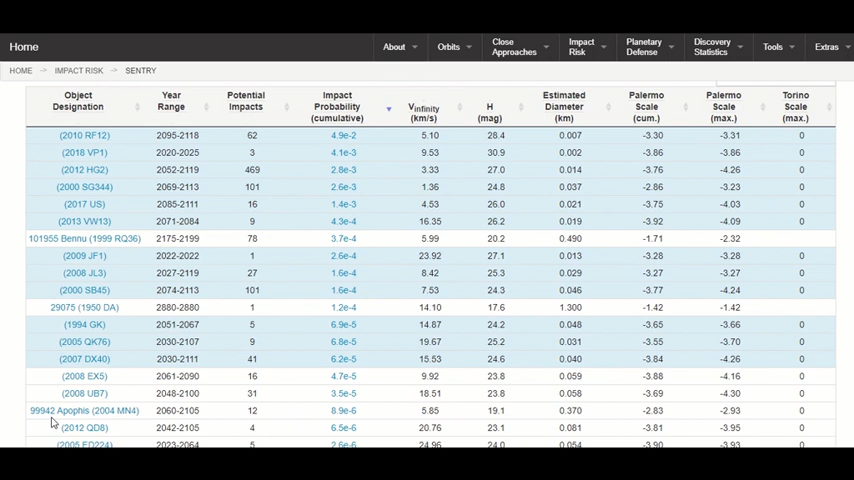 Home About Orbits Close Approaches Impact Risk Planetary Defense Discovery Statistics Tools Extras
HOME IMPACT RISK SENTRY
Object Designation Year Range Potential Impacts Impact Probability (cumulative) Vinfinity (km/s) H (mag) Estimated Diameter (km) Palermo Scale (cum.) Palermo Scale (max.) Torino Scale (max.)
(2010 RF12) 2095-2118 62 4.9e-2 5.10 28.4 0.007 -3.30 -3.31 0
(2018 VP1) 2020-2025 3 4.1e-3 9.53 30.9 0.002 -3.86 -3.86 0
(2012 HG2) 2052-2119 469 2.8e-3 3.33 27.0 0.014 -3.76 -4.26 0
(2000 SG344) 2069-2113 101 2.6e-3 1.36 24.8 0.037 -2.86 -3.23 0
(2017 US) 2085-2111 16 1.4e-3 4.53 26.0 0.021 -3.75 -4.03 0
(2013 VW13) 2071-2084 9 4.3e-4 16.35 26.2 0.019 -3.92 -4.09 0
101955 Bennu (1999 RQ36) 2175-2199 78 3.7e-4 5.99 20.2 0.490 -1.71 -2.32
(2009 JF1) 2022-2022 1 2.6e-4 23.92 27.1 0.013 -3.28 -3.28 0
(2008 JL3) 2027-2119 27 1.6e-4 8.42 25.3 0.029 -3.27 -3.27 0
(2000 SB45) 2074-2113 101 1.6e-4 7.53 24.3 0.046 -3.77 -4.24 0
29075 (1950 DA) 2880-2880 1 1.2e-4 14.10 17.6 1.300 -1.42 -1.42
(1994 GK) 2051-2067 5 6.9e-5 14.87 24.2 0.048 -3.65 -3.66 0
(2005 QK76) 2030-2107 9 6.8e-5 19.67 25.2 0.031 -3.55 -3.70 0
(2007 DX40) 2030-2111 41 6.2e-5 15.53 24.6 0.040 -3.84 -4.26 0
(2008 EX5) 2061-2090 16 4.7e-5 9.92 23.8 0.059 -3.88 -4.16 0
(2008 UB7) 2048-2100 31 3.5e-5 18.51 23.8 0.058 -3.69 -4.30 0
99942 Apophis (2004 MN4) 2060-2105 12 8.9e-6 5.85 19.1 0.370 -2.83 -2.93 0
(2012 QD8) 2042-2105 4 6.5e-6 20.76 23.1 0.081 -3.81 -3.95 0
(2005 ED224) 2023-2064 5 2.6e-6 24.96 24.0 0.054 -3.90 -3.93 0